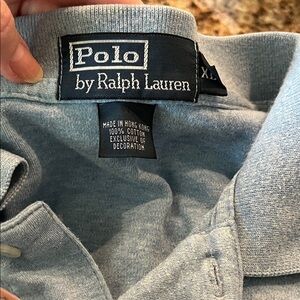 Polo
by Ralph Lauren
XL
MADE IN HONG KONG
100% COTTON
EXCLUSIVE OF
DECORATION